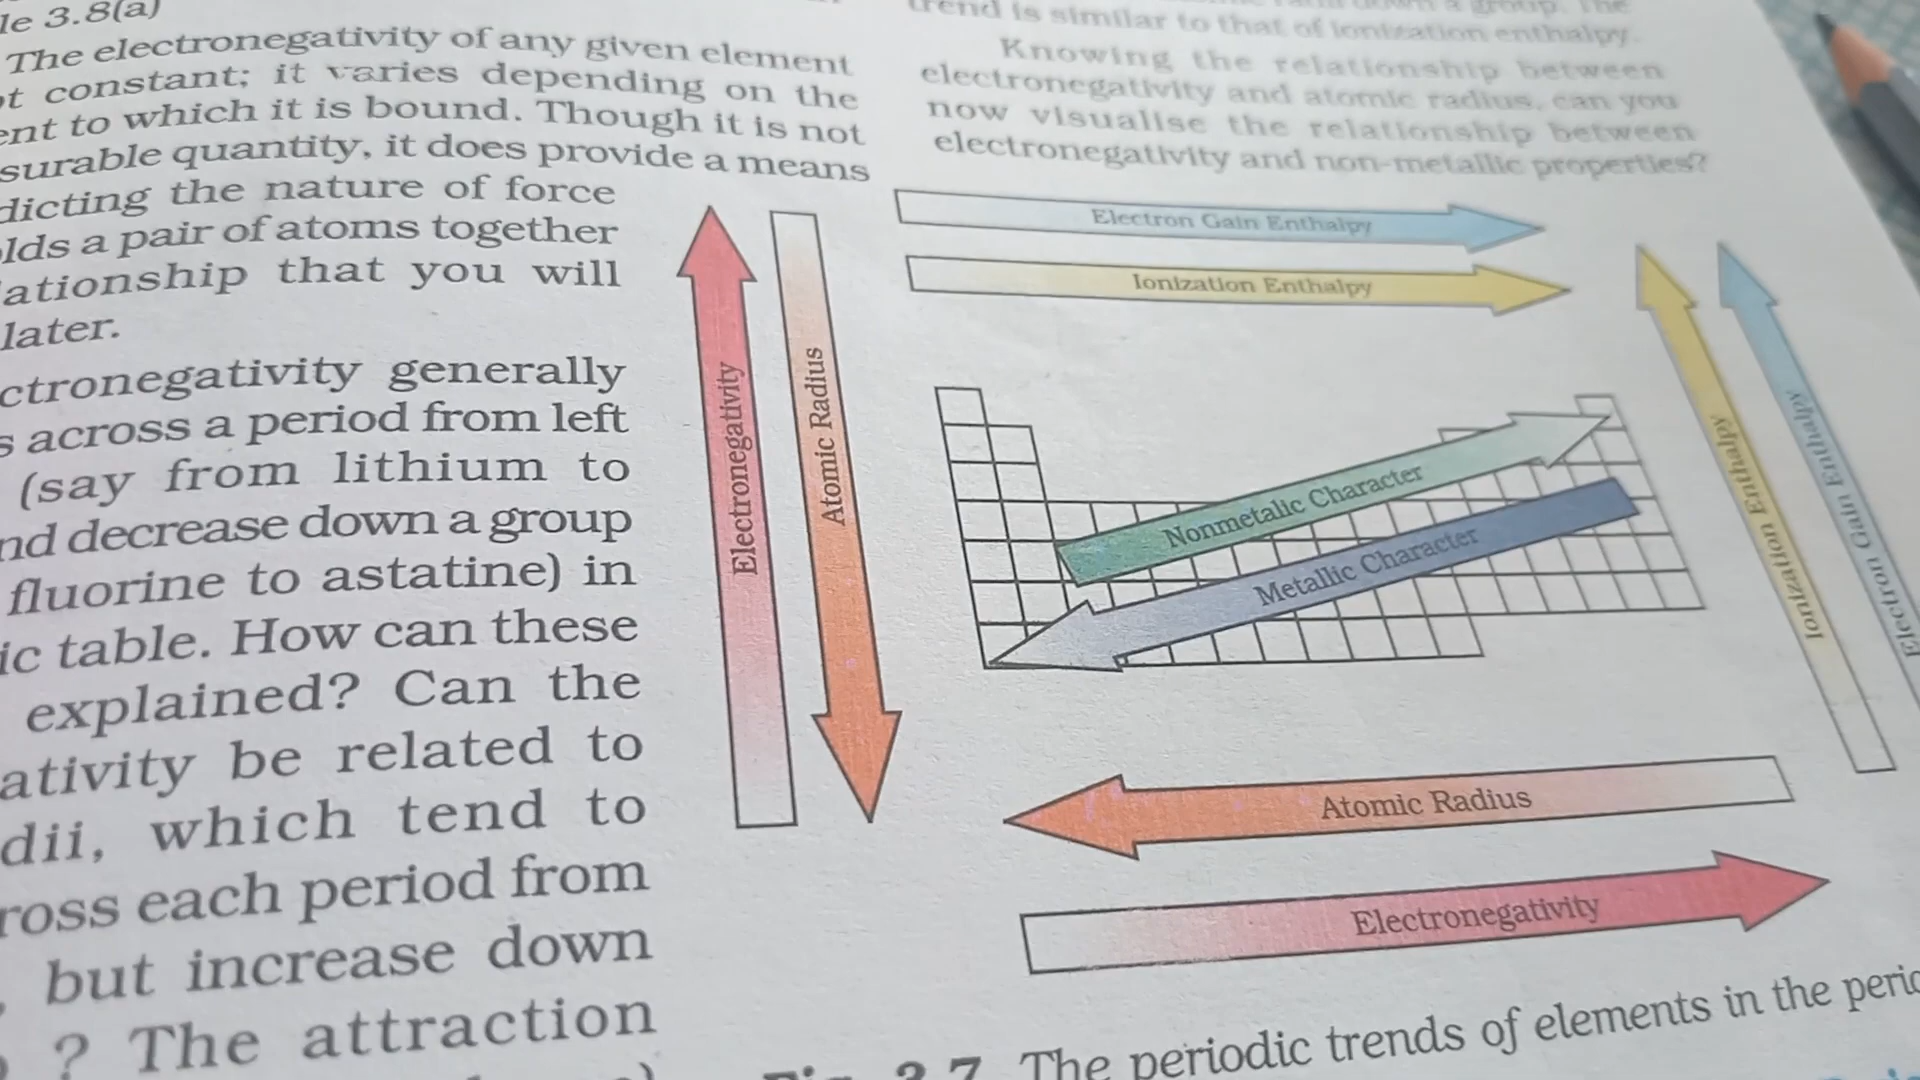 le 3.8(a)
The electronegativity of any given element
t constant; it varies depending on the
ent to which it is bound. Though it is not
surable quantity, it does provide a means
dicting the nature of force
lds a pair of atoms together
ationship that you will
later.
ctronegativity generally
s across a period from left
(say from lithium to
nd decrease down a group
fluorine to astatine) in
ic table. How can these
explained? Can the
ativity be related to
dii, which tend to
ross each period from
but increase down
? The attraction
trend is similar to that of ionization enthalpy.
Knowing the relationship between
electronegativity and atomic radius, can you
now visualise the relationship between
electronegativity and non-metallic properties?
Electron Gain Enthalpy
Ionization Enthalpy
Electronegativity
Atomic Radius
Nonmetalic Character
Metallic Character
Ionization Enthalpy
Electron Gain Enthalpy
Atomic Radius
Electronegativity
The periodic trends of elements in the